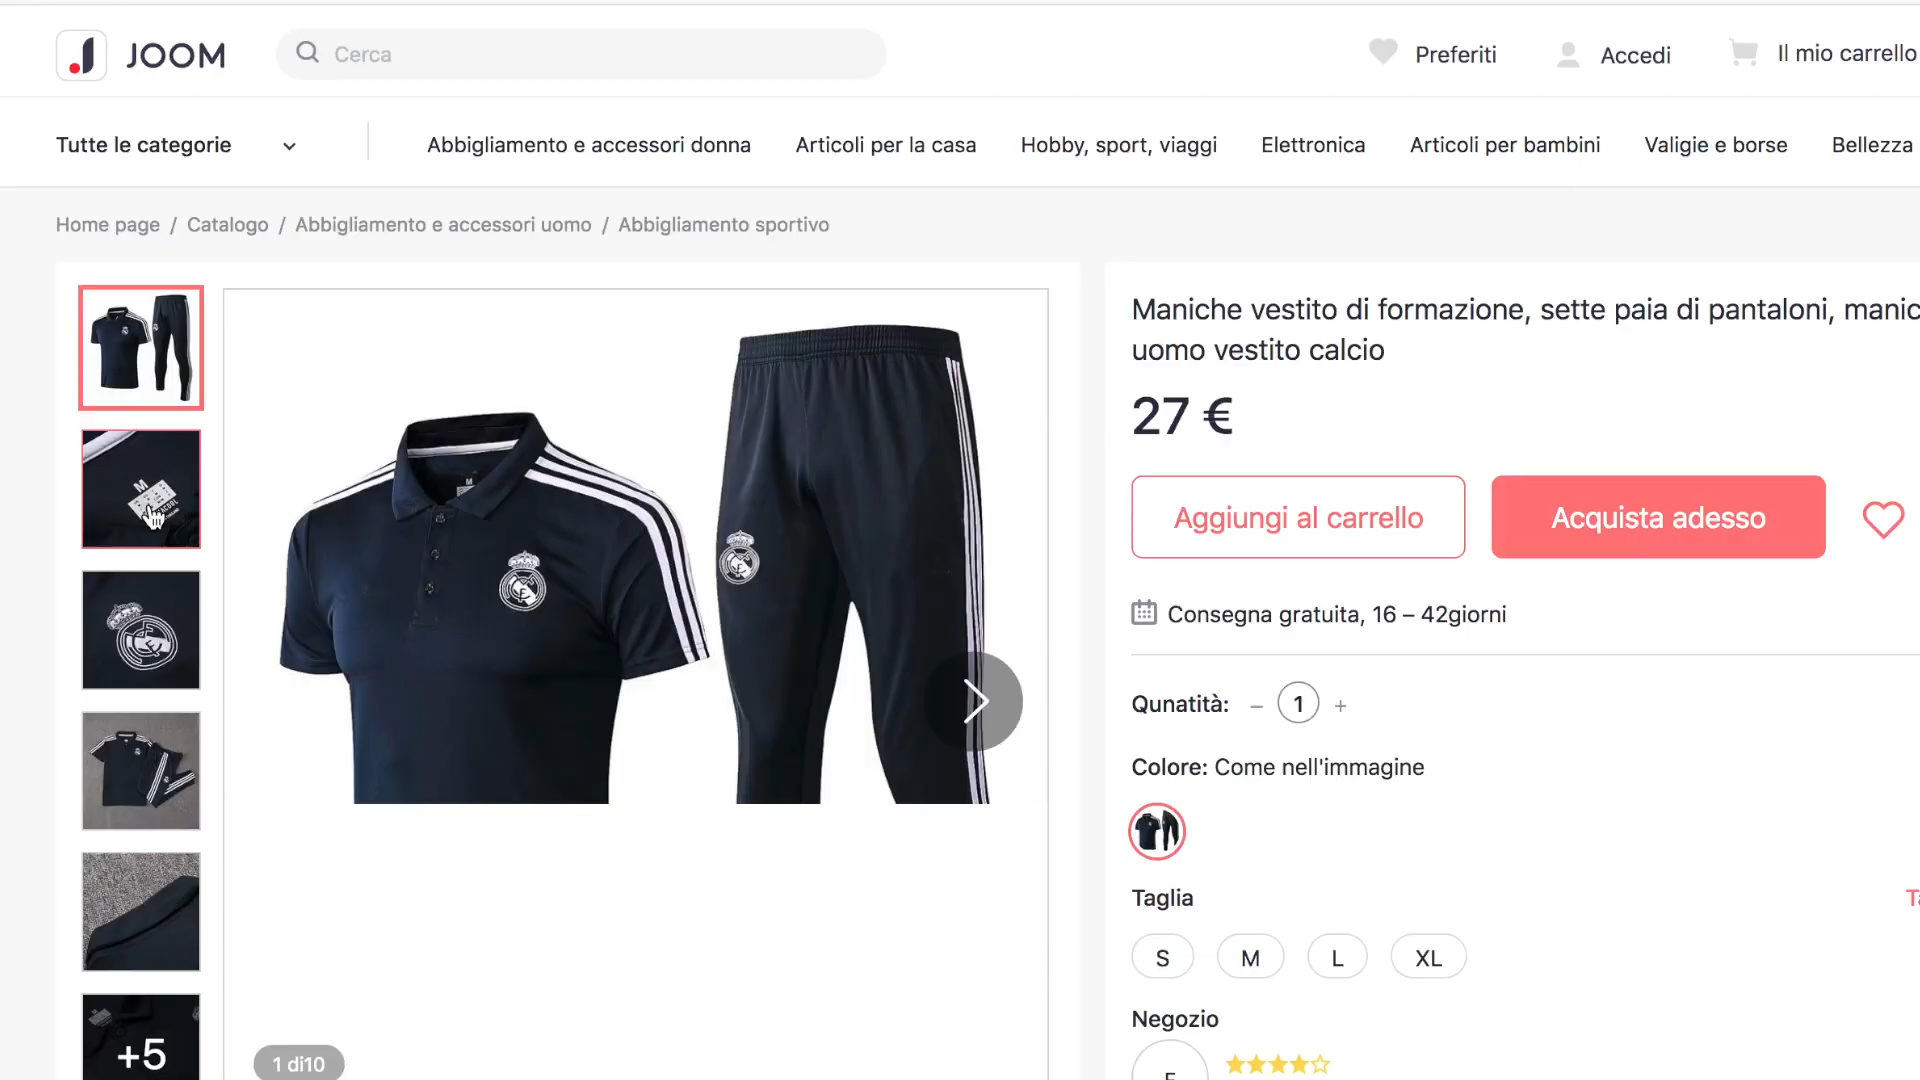 JOOM
Cerca
Preferiti
Accedi
Il mio carrello
Tutte le categorie
Abbigliamento e accessori donna
Articoli per la casa
Hobby, sport, viaggi
Elettronica
Articoli per bambini
Valigie e borse
Bellezza
Home page / Catalogo / Abbigliamento e accessori uomo / Abbigliamento sportivo
Maniche vestito di formazione, sette paia di pantaloni, manic
uomo vestito calcio
27 €
Aggiungi al carrello
Acquista adesso
Consegna gratuita, 16 – 42giorni
Qunatità: – 1 +
Colore: Come nell'immagine
Taglia
S M L XL
Negozio
M
M
+5
1 di10